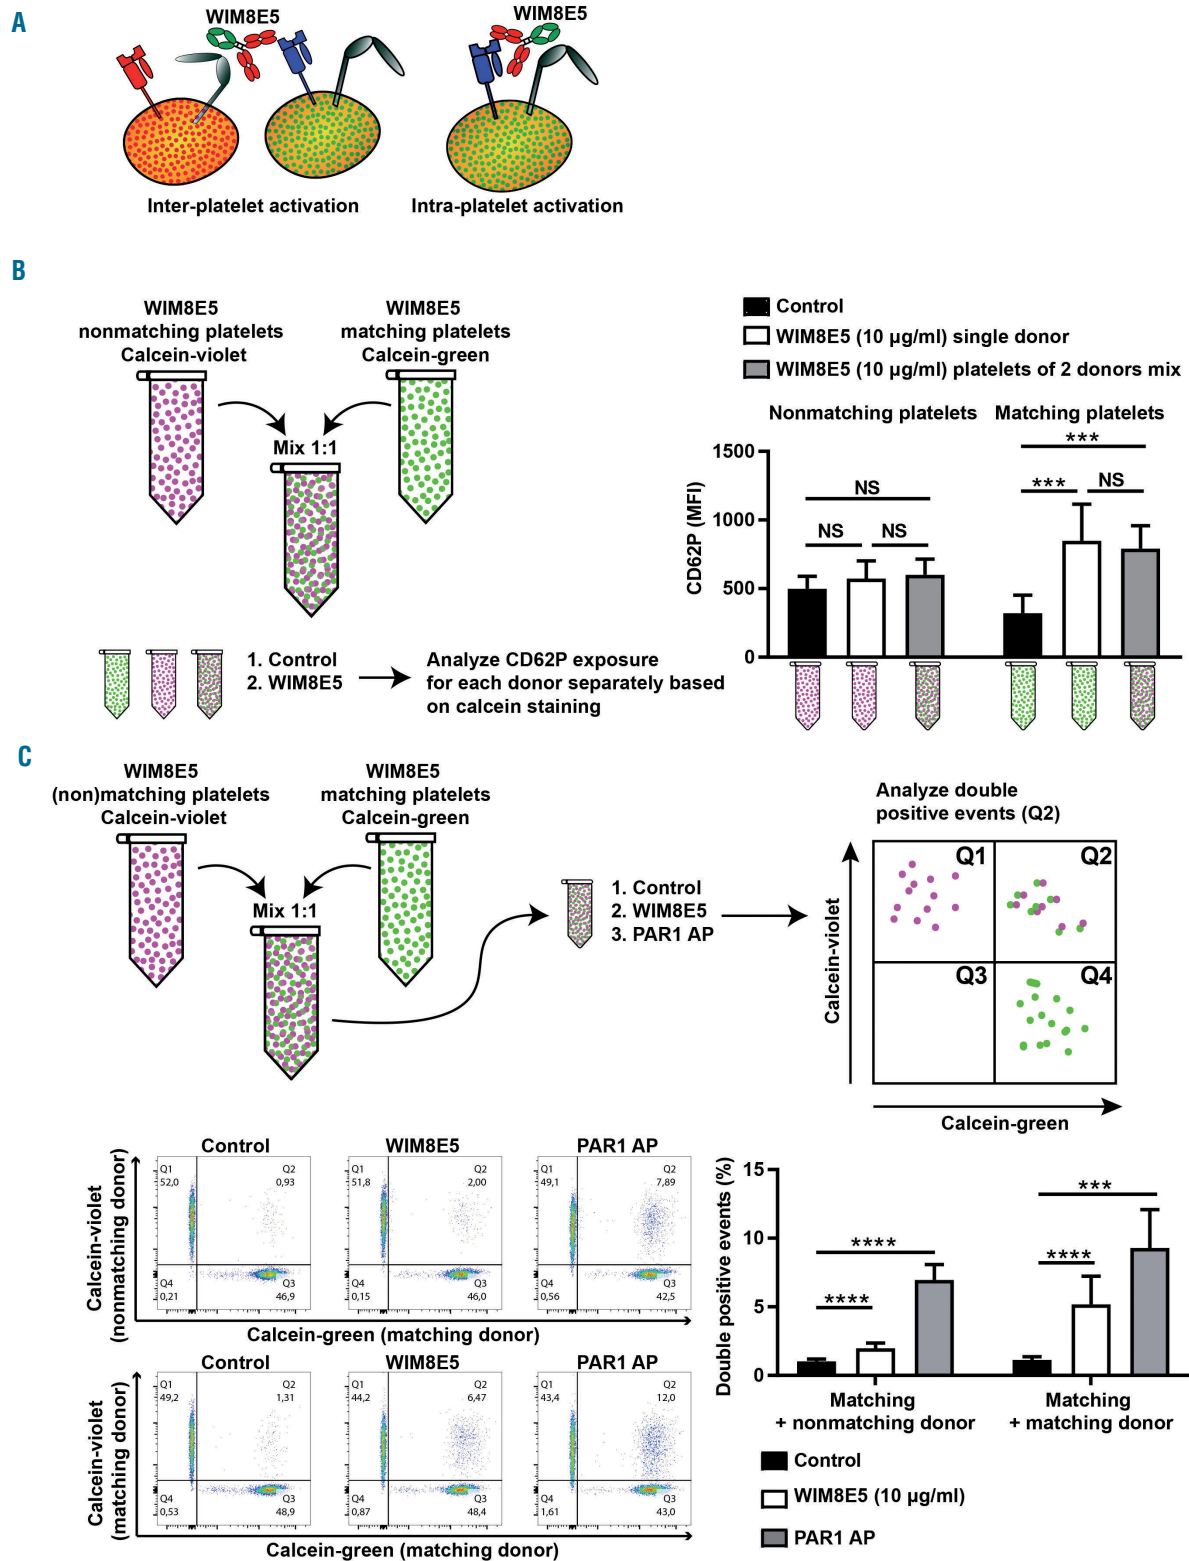 A
WIM8E5
WIM8E5
Inter-platelet activation
Intra-platelet activation
B
WIM8E5
nonmatching platelets
Calcein-violet
WIM8E5
matching platelets
Calcein-green
Mix 1:1
1. Control
2. WIM8E5
Analyze CD62P exposure
for each donor separately based
on calcein staining
Control
WIM8E5 (10 µg/ml) single donor
WIM8E5 (10 µg/ml) platelets of 2 donors mix
Nonmatching platelets
Matching platelets
CD62P (MFI)
1500
1000
500
0
NS
NS
NS
***
***
NS
C
WIM8E5
(non)matching platelets
Calcein-violet
WIM8E5
matching platelets
Calcein-green
Mix 1:1
1. Control
2. WIM8E5
3. PAR1 AP
Analyze double
positive events (Q2)
Q1
Q2
Q3
Q4
Calcein-violet
Calcein-green
Calcein-violet
(nonmatching donor)
Control
WIM8E5
PAR1 AP
Q1
52,0
Q2
0,93
Q4
0,21
Q3
46,9
Q1
51,8
Q2
2,00
Q4
0,15
Q3
46,0
Q1
49,1
Q2
7,89
Q4
0,56
Q3
42,5
Calcein-green (matching donor)
Calcein-violet
(matching donor)
Control
WIM8E5
PAR1 AP
Q1
49,2
Q2
1,31
Q4
0,53
Q3
48,9
Q1
44,2
Q2
6,47
Q4
0,87
Q3
48,4
Q1
43,4
Q2
12,0
Q4
1,61
Q3
43,0
Calcein-green (matching donor)
Double positive events (%)
15
10
5
0
****
****
***
****
Matching
+ nonmatching donor
Matching
+ matching donor
Control
WIM8E5 (10 µg/ml)
PAR1 AP